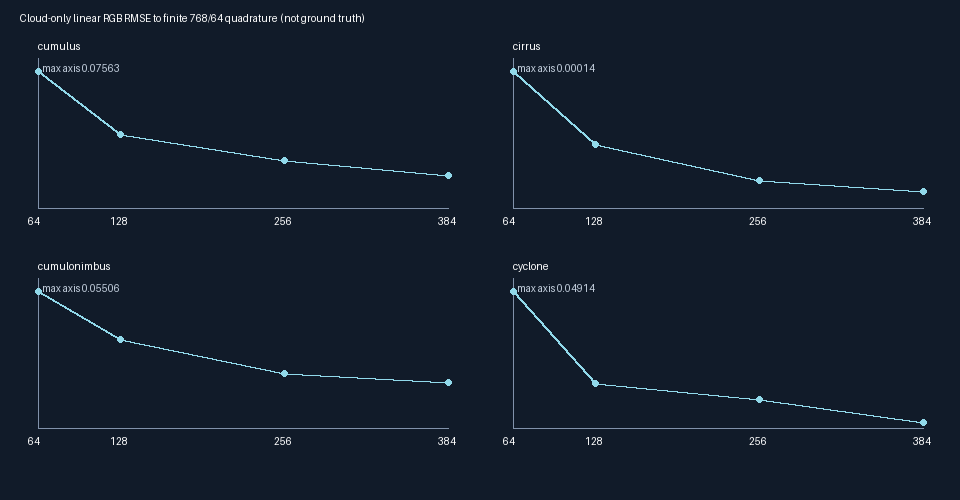 Cloud-only linear RGB RMSE to finite 768/64 quadrature (not ground truth)
cumulus
max axis 0.07563
64 128 256 384
cirrus
max axis 0.00014
64 128 256 384
cumulonimbus
max axis 0.05506
64 128 256 384
cyclone
max axis 0.04914
64 128 256 384